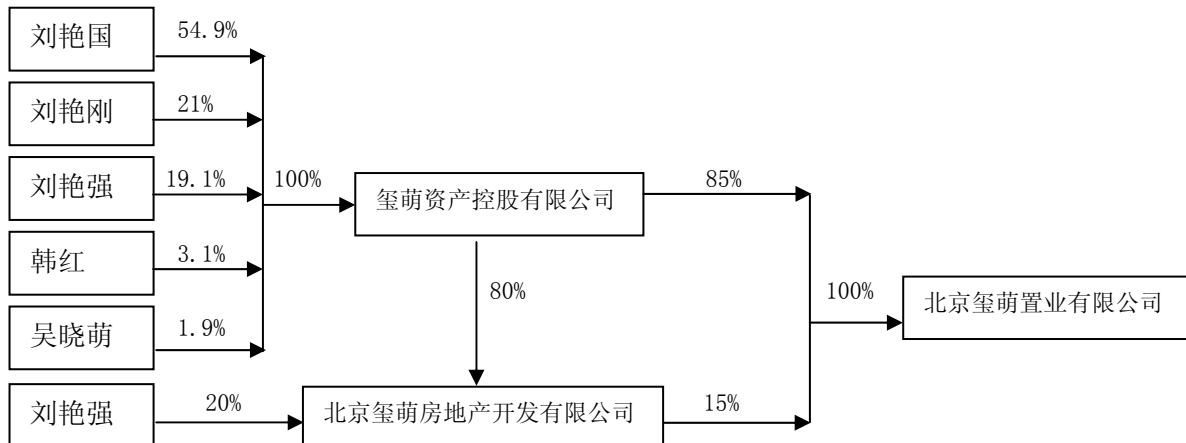 刘艳国
54.9%
刘艳刚
21%
刘艳强
19.1%
100%
玺萌资产控股有限公司
85%
韩红
3.1%
80%
100%
北京玺萌置业有限公司
吴晓萌
1.9%
刘艳强
20%
北京玺萌房地产开发有限公司
15%